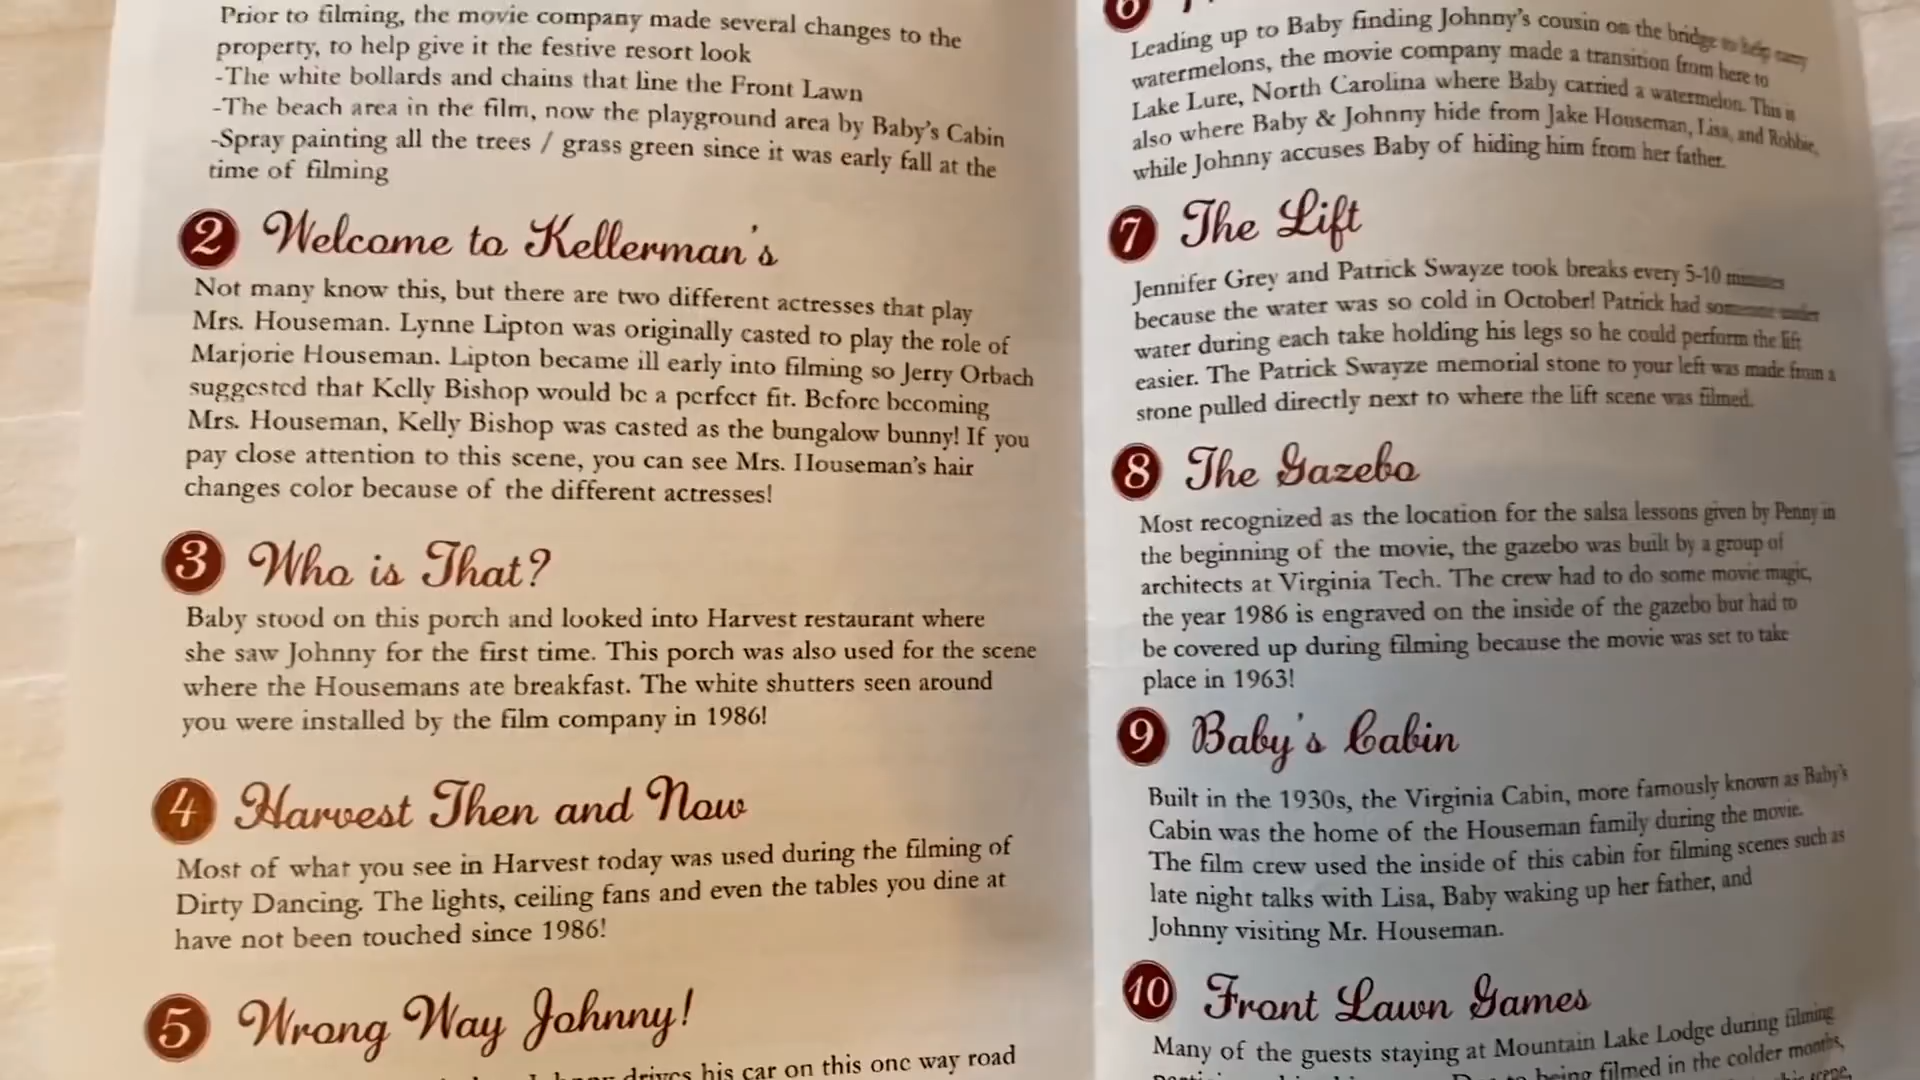 Prior to filming, the movie company made several changes to the
property, to help give it the festive resort look
-The white bollards and chains that line the Front Lawn
-The beach area in the film, now the playground area by Baby's Cabin
-Spray painting all the trees / grass green since it was early fall at the
time of filming
2 Welcome to Kellerman's
Not many know this, but there are two different actresses that play
Mrs. Houseman. Lynne Lipton was originally casted to play the role of
Marjorie Houseman. Lipton became ill early into filming so Jerry Orbach
suggested that Kelly Bishop would be a perfect fit. Before becoming
Mrs. Houseman, Kelly Bishop was casted as the bungalow bunny! If you
pay close attention to this scene, you can see Mrs. Houseman's hair
changes color because of the different actresses!
3 Who is That?
Baby stood on this porch and looked into Harvest restaurant where
she saw Johnny for the first time. This porch was also used for the scene
where the Housemans ate breakfast. The white shutters seen around
you were installed by the film company in 1986!
4 Harvest Then and Now
Most of what you see in Harvest today was used during the filming of
Dirty Dancing. The lights, ceiling fans and even the tables you dine at
have not been touched since 1986!
5 Wrong Way Johnny!
drives his car on this one way road
6
Leading up to Baby finding Johnny's cousin on the bridge to help carry
watermelons, the movie company made a transition from here to
Lake Lure, North Carolina where Baby carried a watermelon. This is
also where Baby & Johnny hide from Jake Houseman, Lisa, and Robbie,
while Johnny accuses Baby of hiding him from her father.
7 The Lift
Jennifer Grey and Patrick Swayze took breaks every 5-10 minutes
because the water was so cold in October! Patrick had someone under
water during each take holding his legs so he could perform the lift
easier. The Patrick Swayze memorial stone to your left was made from a
stone pulled directly next to where the lift scene was filmed.
8 The Gazebo
Most recognized as the location for the salsa lessons given by Penny in
the beginning of the movie, the gazebo was built by a group of
architects at Virginia Tech. The crew had to do some movie magic,
the year 1986 is engraved on the inside of the gazebo but had to
be covered up during filming because the movie was set to take
place in 1963!
9 Baby's Cabin
Built in the 1930s, the Virginia Cabin, more famously known as Baby's
Cabin was the home of the Houseman family during the movie.
The film crew used the inside of this cabin for filming scenes such as
late night talks with Lisa, Baby waking up her father, and
Johnny visiting Mr. Houseman.
10 Front Lawn Games
Many of the guests staying at Mountain Lake Lodge during filming
being filmed in the colder months,
scene,